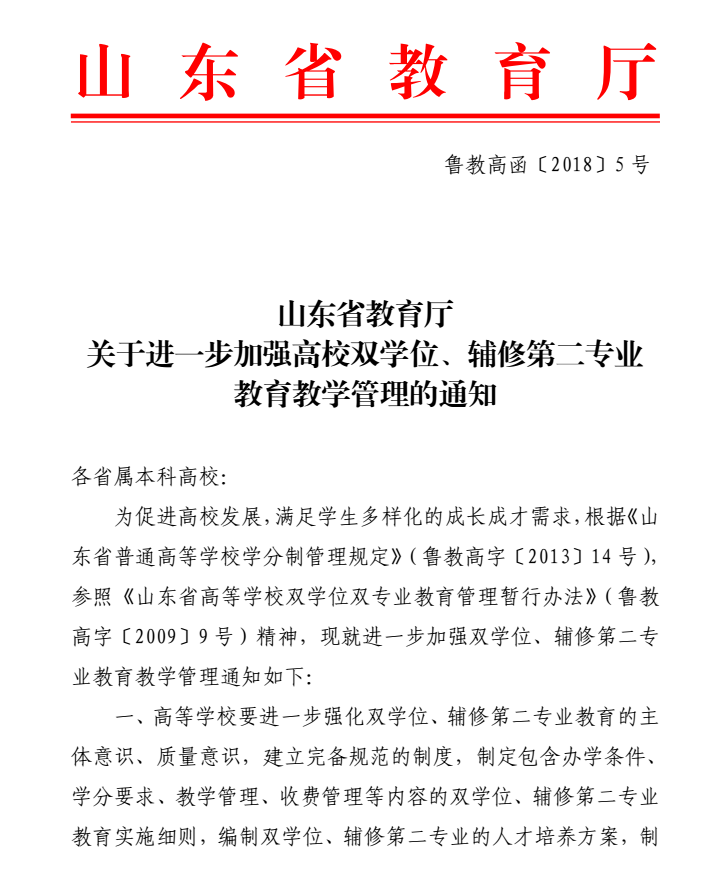 山东省教育厅
鲁教高函〔2018〕5号
山东省教育厅
关于进一步加强高校双学位、辅修第二专业
教育教学管理的通知
各省属本科高校：
为促进高校发展，满足学生多样化的成长成才需求，根据《山
东省普通高等学校学分制管理规定》（鲁教高字〔2013〕14号），
参照《山东省高等学校双学位双专业教育管理暂行办法》（鲁教
高字〔2009〕9号）精神，现就进一步加强双学位、辅修第二专
业教育教学管理通知如下：
一、高等学校要进一步强化双学位、辅修第二专业教育的主
体意识、质量意识，建立完备规范的制度，制定包含办学条件、
学分要求、教学管理、收费管理等内容的双学位、辅修第二专业
教育实施细则，编制双学位、辅修第二专业的人才培养方案，制